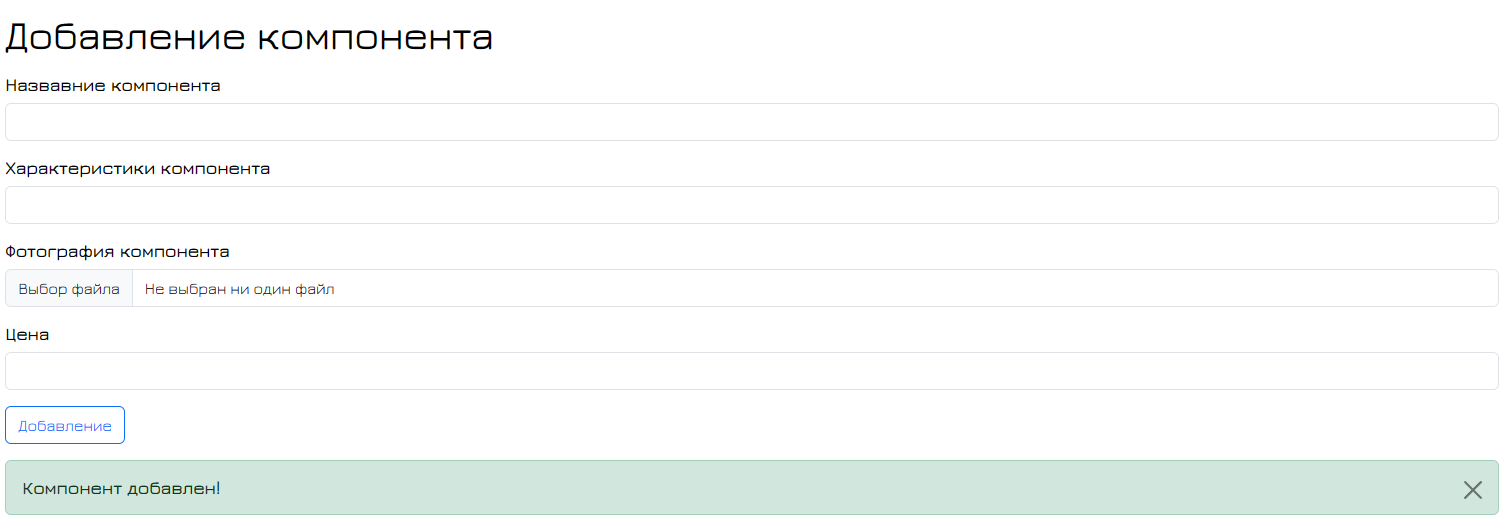 Добавление компонента
Назвавние компонента
Характеристики компонента
Фотография компонента
Выбор файла Не выбран ни один файл
Цена
Добавление
Компонент добавлен!